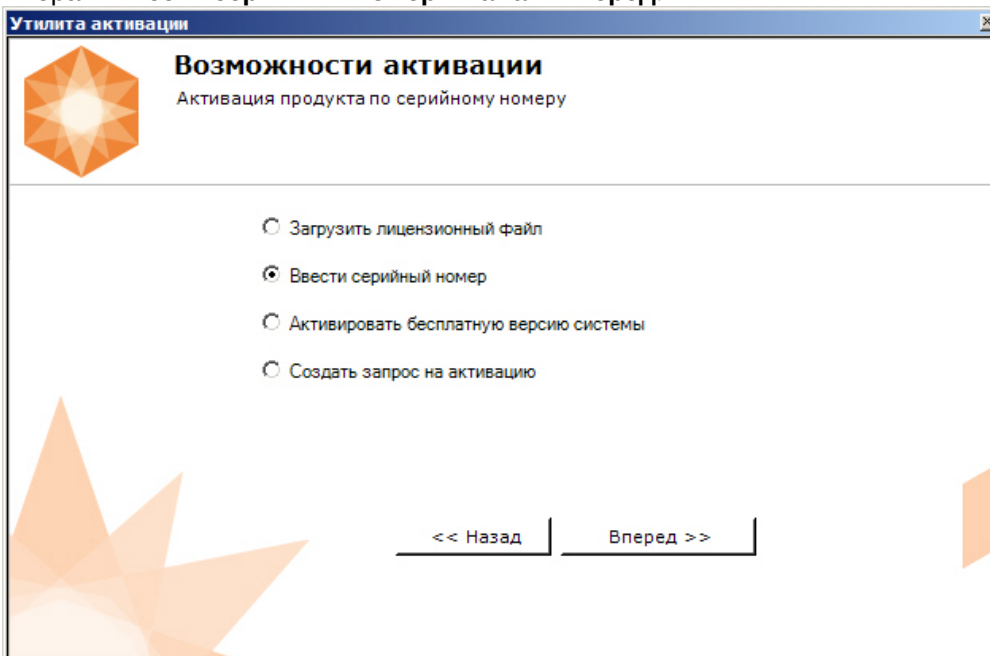 Утилита активации
Возможности активации
Активация продукта по серийному номеру
Загрузить лицензионный файл
Ввести серийный номер
Активировать бесплатную версию системы
Создать запрос на активацию
<< Назад
Вперед >>